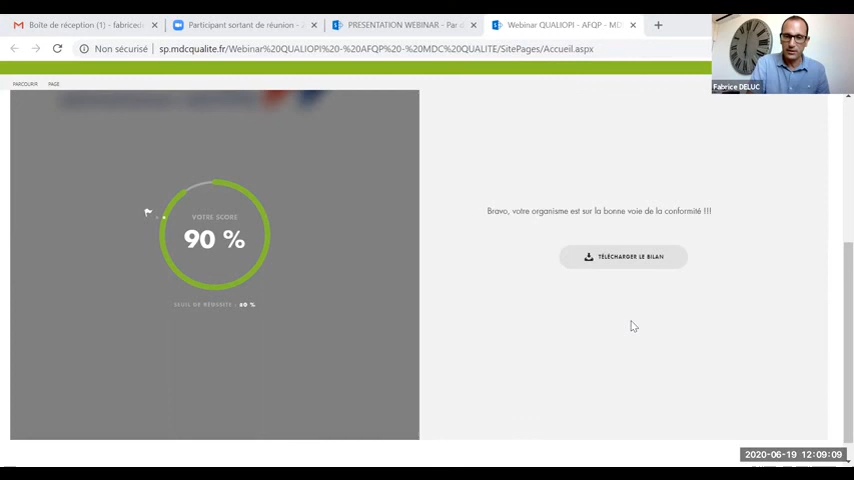 Boîte de réception (1) - fabricede
Participant sortant de réunion - Z
PRESENTATION WEBINAR - Par d
Webinar QUALIOPI - AFQP - MD
Non sécurisé
sp.mdcqualite.fr/Webinar%20QUALIOPI%20-%20AFQP%20-%20MDC%20QUALITE/SitePages/Accueil.aspx
Fabrice DELUC
PARCOURIR PAGE
VOTRE SCORE
90 %
SEUIL DE RÉUSSITE : 80 %
Bravo, votre organisme est sur la bonne voie de la conformité !!!
TÉLÉCHARGER LE BILAN
2020-06-19 12:09:09